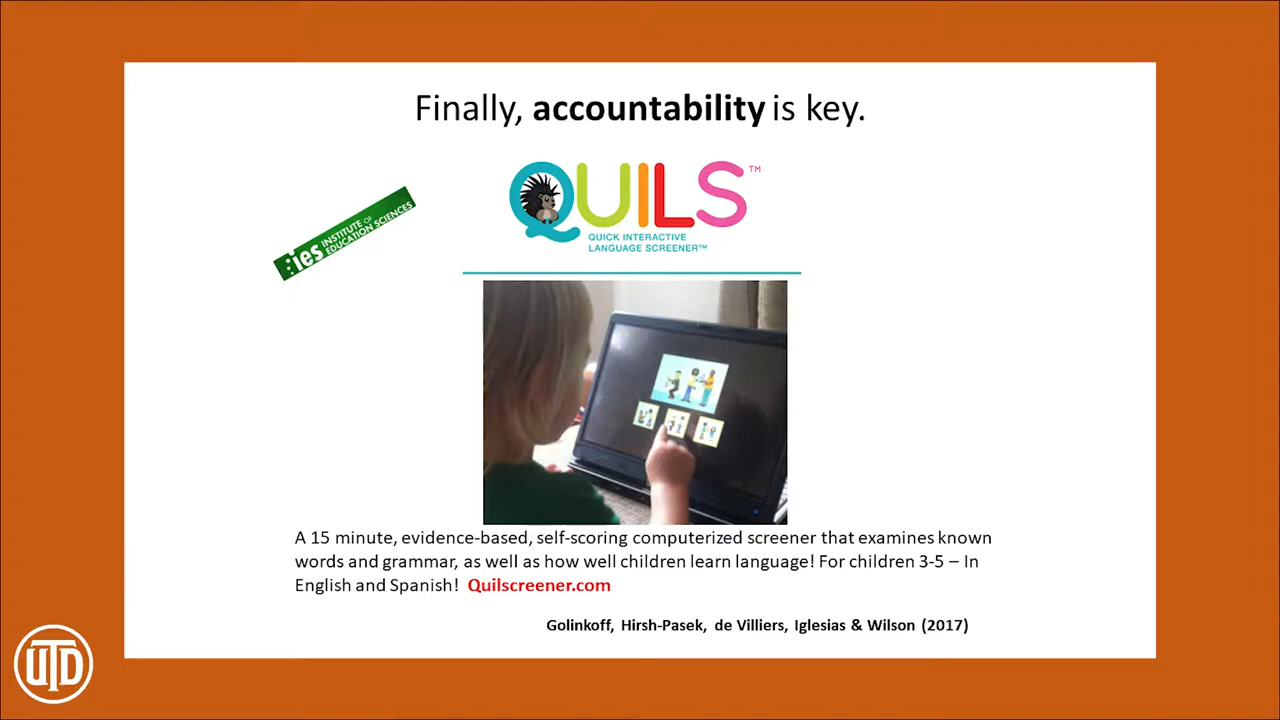 Finally, accountability is key.
QUILS™
QUICK INTERACTIVE
LANGUAGE SCREENER™
ies INSTITUTE OF
EDUCATION SCIENCES
A 15 minute, evidence-based, self-scoring computerized screener that examines known
words and grammar, as well as how well children learn language! For children 3-5 – In
English and Spanish! Quilscreener.com
Golinkoff, Hirsh-Pasek, de Villiers, Iglesias & Wilson (2017)
UTD